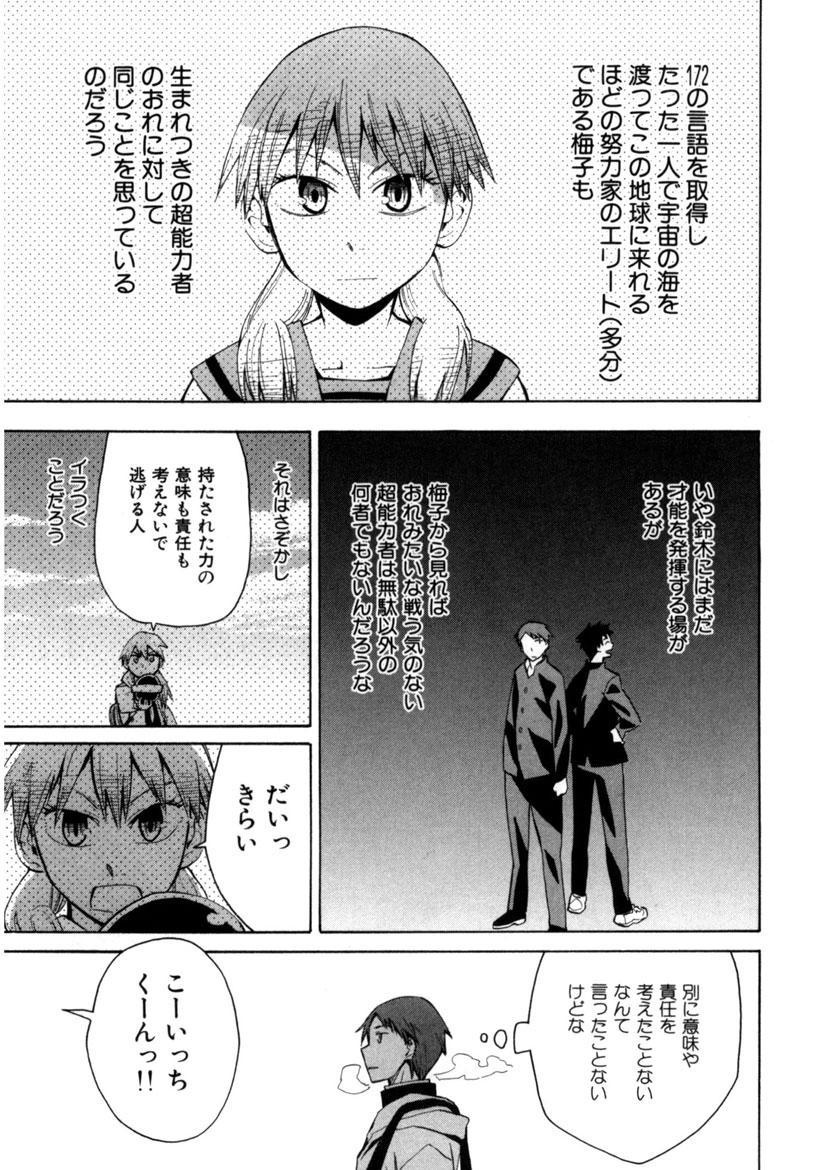 172の言語を取得し
たった一人で宇宙の海を
渡ってこの地球に来れる
ほどの努力家のエリート(多分)
である梅子も
生まれつきの超能力者
のおれに対して
同じことを思っている
のだろう
いや鈴木にはまだ
才能を発揮する場が
あるが
梅子から見れば
おれみたいな戦う気のない
超能力者は無駄以外の
何者でもないんだろうな
それはさぞかし
持たされた力の
意味も責任も
考えないで
逃げる人
イラつく
ことだろう
だいっ
きらい
別に意味や
責任を
考えたことない
なんて
言ったことない
けどな
こーいっち
くーんっ!!